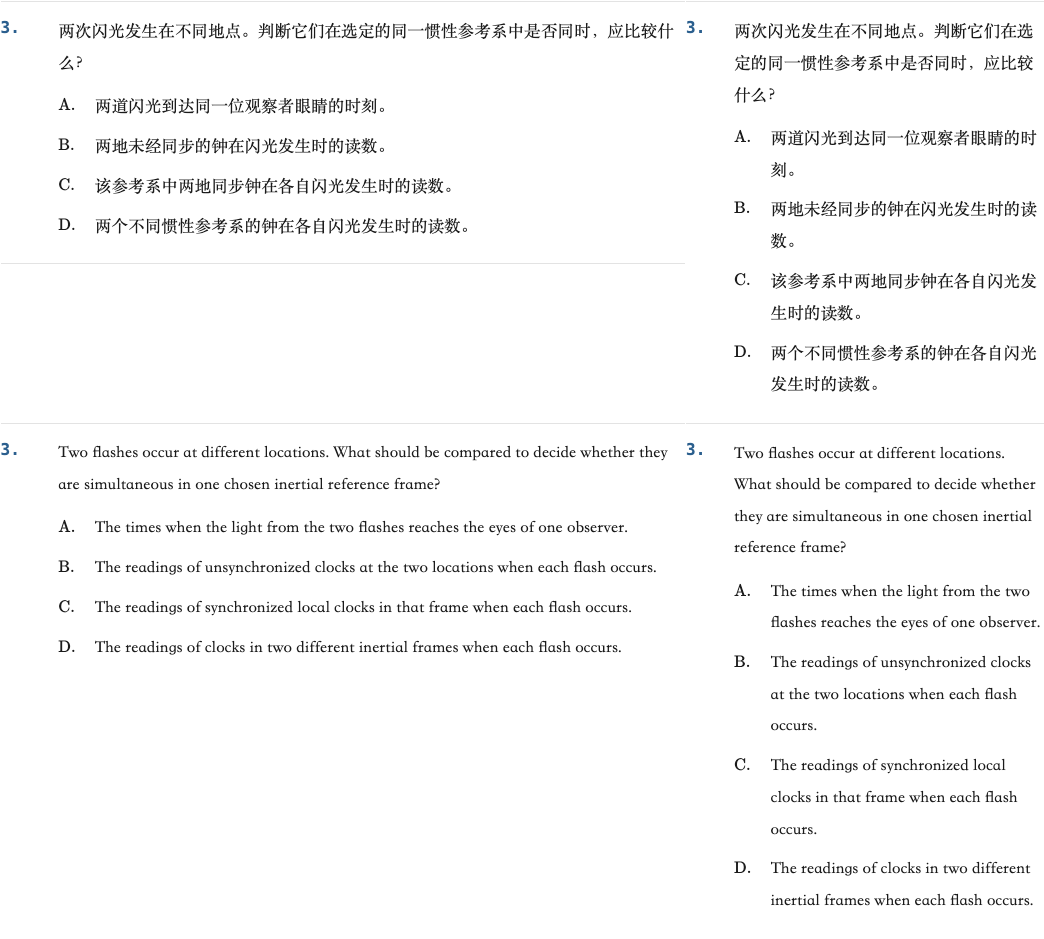 3. 两次闪光发生在不同地点。判断它们在选定的同一惯性参考系中是否同时，应比较什
么？
A. 两道闪光到达同一位观察者眼睛的时刻。
B. 两地未经同步的钟在闪光发生时的读数。
C. 该参考系中两地同步钟在各自闪光发生时的读数。
D. 两个不同惯性参考系的钟在各自闪光发生时的读数。
3. 两次闪光发生在不同地点。判断它们在选
定的同一惯性参考系中是否同时，应比较
什么？
A. 两道闪光到达同一位观察者眼睛的时
刻。
B. 两地未经同步的钟在闪光发生时的读
数。
C. 该参考系中两地同步钟在各自闪光发
生时的读数。
D. 两个不同惯性参考系的钟在各自闪光
发生时的读数。
3. Two flashes occur at different locations. What should be compared to decide whether they
are simultaneous in one chosen inertial reference frame?
A. The times when the light from the two flashes reaches the eyes of one observer.
B. The readings of unsynchronized clocks at the two locations when each flash occurs.
C. The readings of synchronized local clocks in that frame when each flash occurs.
D. The readings of clocks in two different inertial frames when each flash occurs.
3. Two flashes occur at different locations.
What should be compared to decide whether
they are simultaneous in one chosen inertial
reference frame?
A. The times when the light from the two
flashes reaches the eyes of one observer.
B. The readings of unsynchronized clocks
at the two locations when each flash
occurs.
C. The readings of synchronized local
clocks in that frame when each flash
occurs.
D. The readings of clocks in two different
inertial frames when each flash occurs.